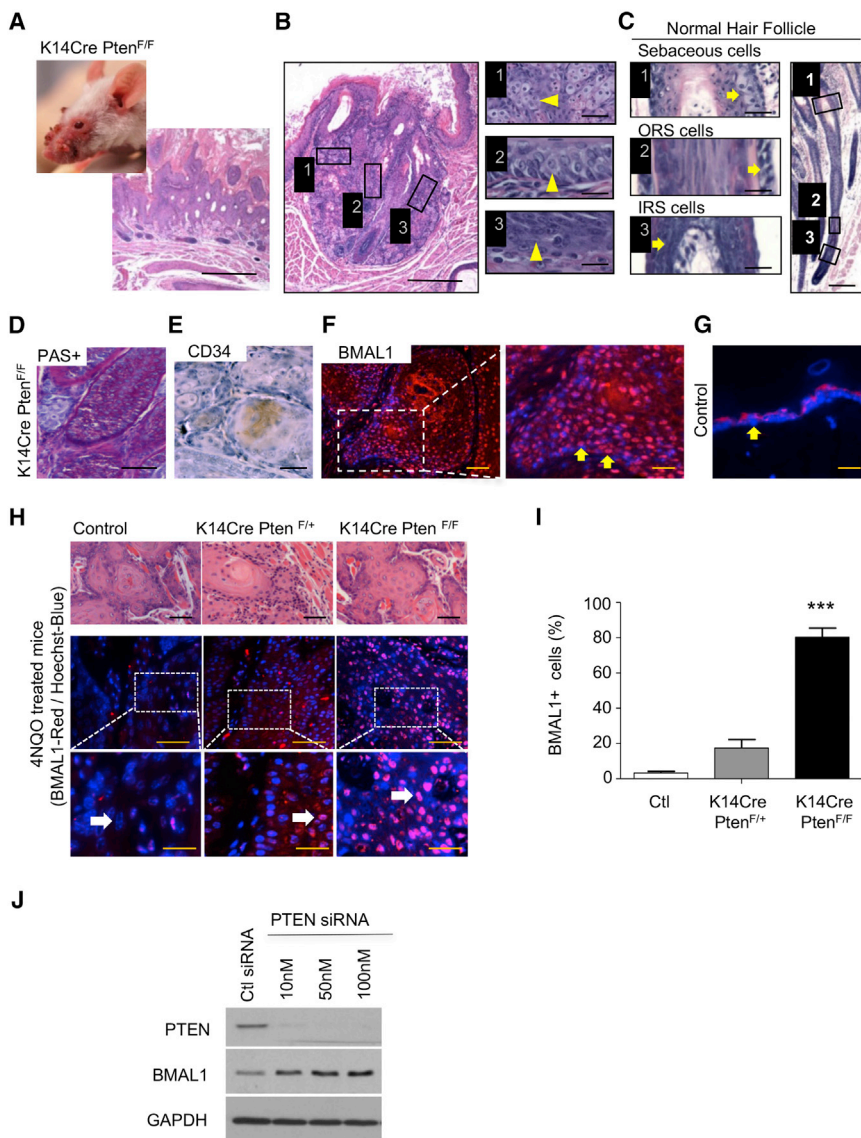 A
K14Cre Pten^F/F
B
1
2
3
1
2
3
C
Normal Hair Follicle
Sebaceous cells
1
ORS cells
2
IRS cells
3
1
2
3
D
PAS+
K14Cre Pten^F/F
E
CD34
F
BMAL1
G
Control
H
Control
K14Cre Pten F/+
K14Cre Pten F/F
4NQO treated mice
(BMAL1-Red / Hoechst-Blue)
I
BMAL1+ cells (%)
100
80
60
40
20
0
***
Ctl
K14Cre
Pten^F/+
K14Cre
Pten^F/F
J
PTEN siRNA
Ctl siRNA
10nM
50nM
100nM
PTEN
BMAL1
GAPDH